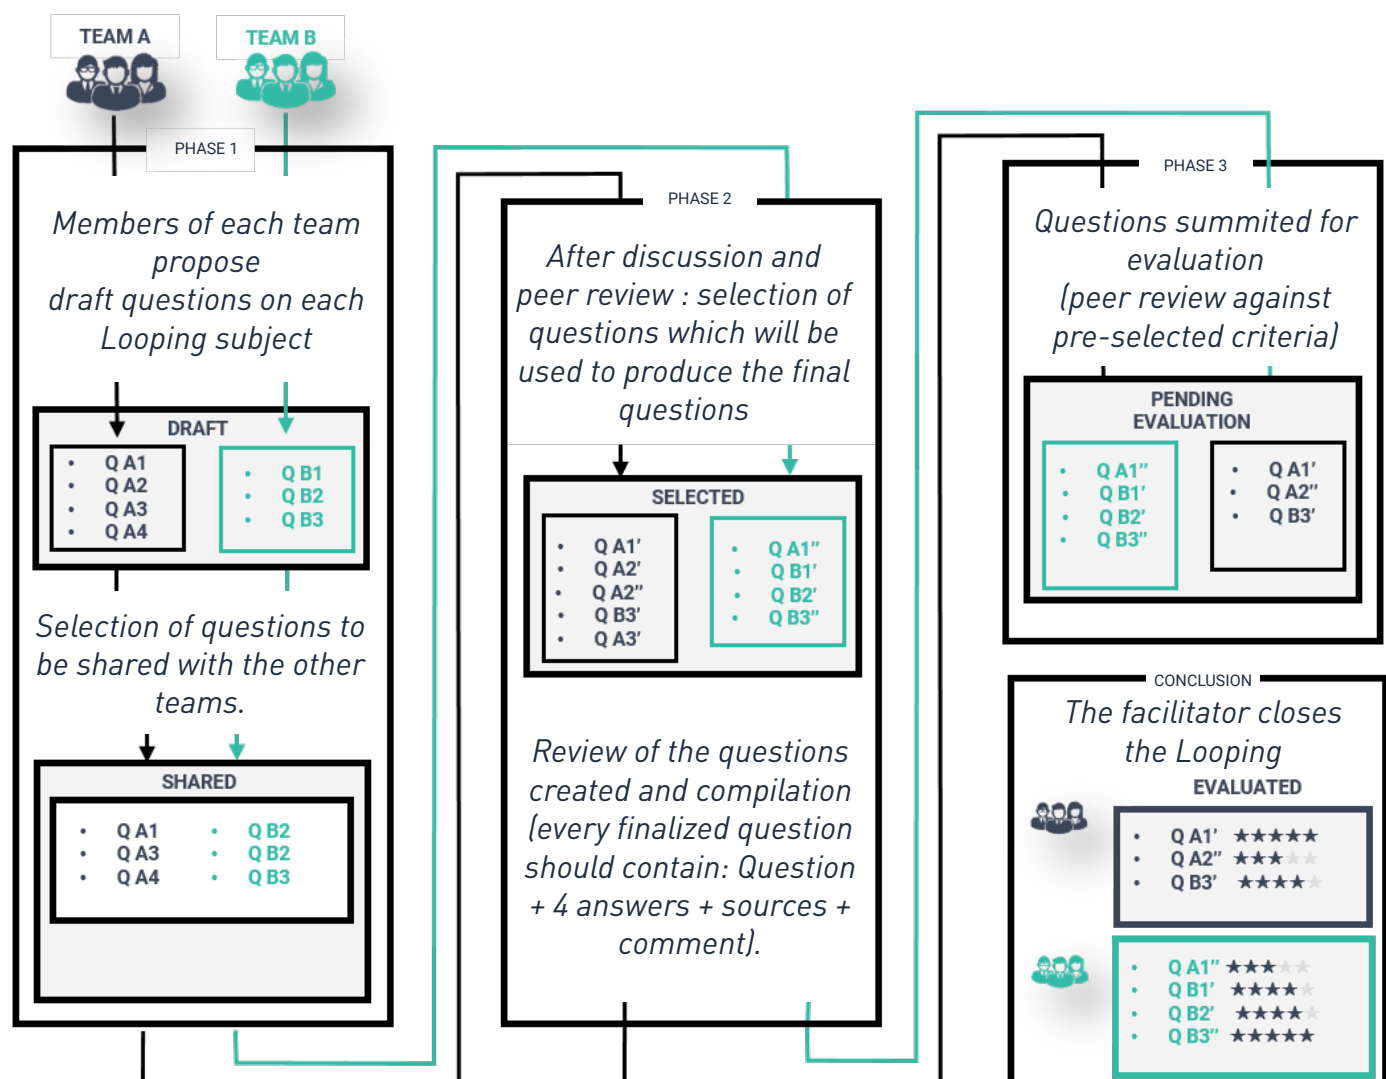 TEAM A
TEAM B
PHASE 1
Members of each team
propose
draft questions on each
Looping subject
DRAFT
• Q A1
• Q A2
• Q A3
• Q A4
• Q B1
• Q B2
• Q B3
Selection of questions to
be shared with the other
teams.
SHARED
• Q A1
• Q A3
• Q A4
• Q B2
• Q B2
• Q B3
PHASE 2
After discussion and
peer review : selection of
questions which will be
used to produce the final
questions
SELECTED
• Q A1’
• Q A2’
• Q A2’’
• Q B3’
• Q A3’
• Q A1’’
• Q B1’
• Q B2’
• Q B3’’
Review of the questions
created and compilation
(every finalized question
should contain: Question
+ 4 answers + sources +
comment).
PHASE 3
Questions summited for
evaluation
(peer review against
pre-selected criteria)
PENDING
EVALUATION
• Q A1’’
• Q B1’
• Q B2’
• Q B3’’
• Q A1’
• Q A2’’
• Q B3’
CONCLUSION
The facilitator closes
the Looping
EVALUATED
• Q A1’
• Q A2’’
• Q B3’
• Q A1’’
• Q B1’
• Q B2’
• Q B3’’